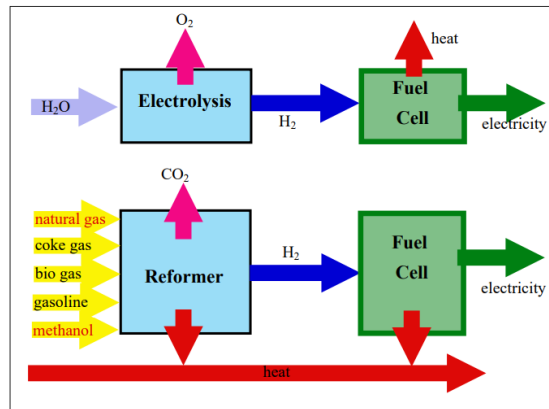 O₂
heat
H₂O
Electrolysis
H₂
Fuel
Cell
electricity
CO₂
natural gas
coke gas
bio gas
gasoline
methanol
Reformer
H₂
Fuel
Cell
electricity
heat